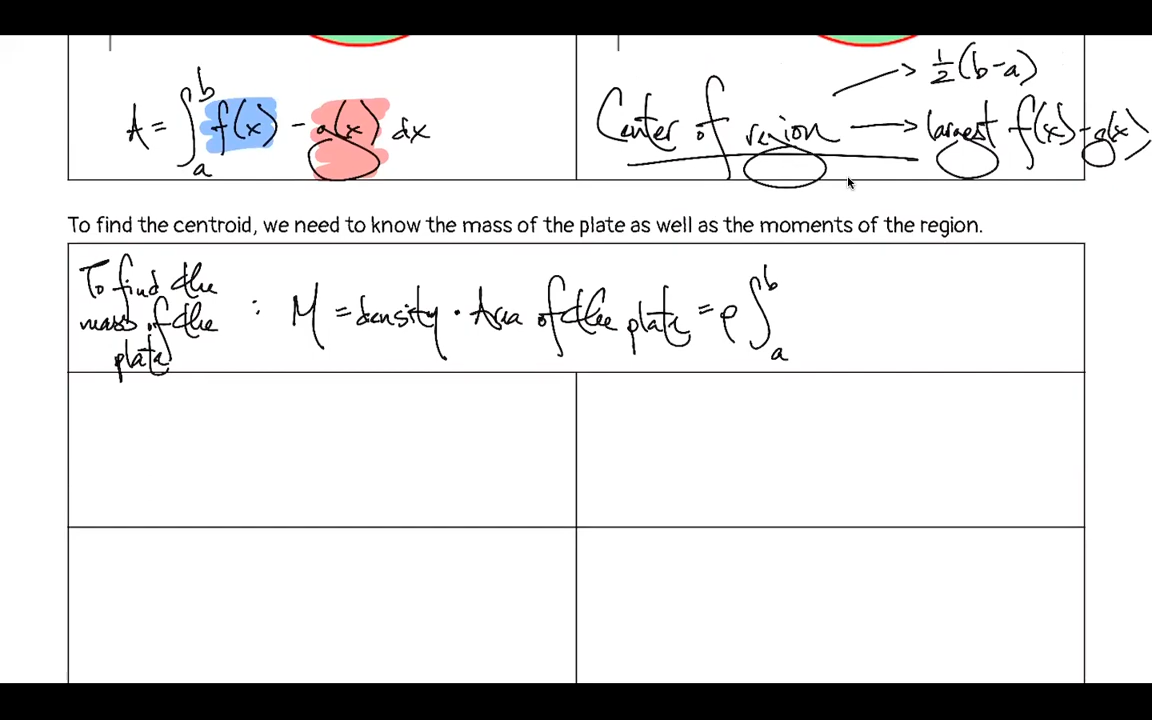 A = ∫_a^b f(x) - g(x) dx
Center of region
→ ½(b-a)
→ largest f(x)-g(x)
To find the centroid, we need to know the mass of the plate as well as the moments of the region.
To find the
mass of the
plate
: M = density · Area of the plate = ρ ∫_a^b